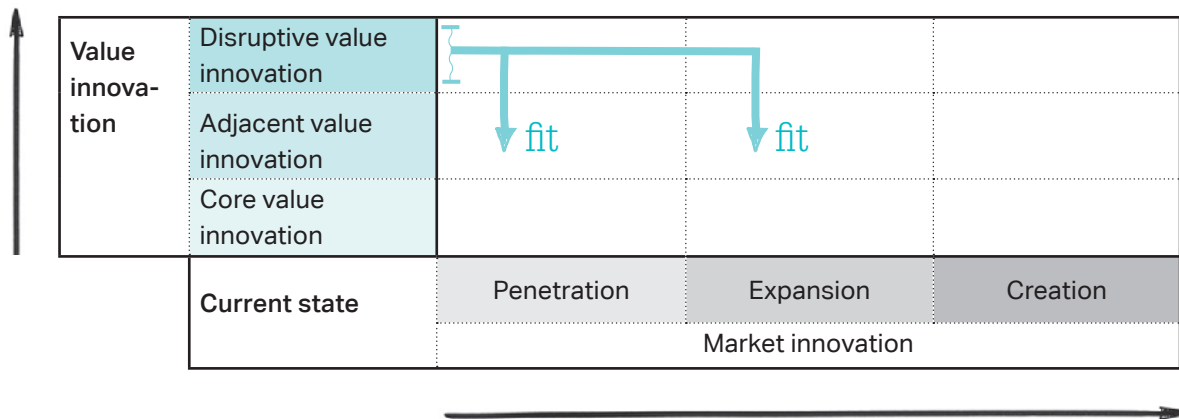 Value
innova-
tion
Disruptive value
innovation
Adjacent value
innovation
Core value
innovation
fit
fit
Current state
Penetration
Expansion
Creation
Market innovation